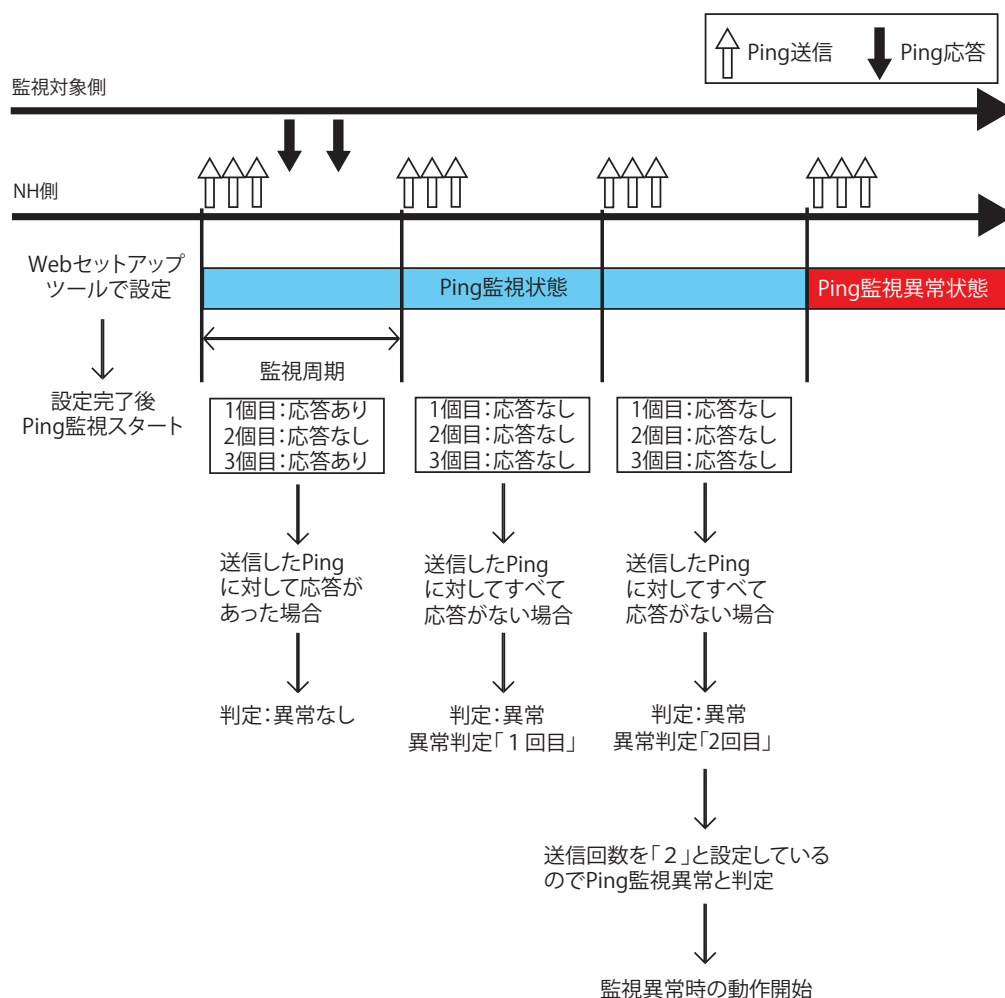 Ping送信
Ping応答
監視対象側
NH側
Webセットアップ
ツールで設定
Ping監視状態
Ping監視異常状態
監視周期
設定完了後
Ping監視スタート
1個目:応答あり
2個目:応答なし
3個目:応答あり
1個目:応答なし
2個目:応答なし
3個目:応答なし
1個目:応答なし
2個目:応答なし
3個目:応答なし
送信したPing
に対して応答が
あった場合
送信したPing
に対してすべて
応答がない場合
送信したPing
に対してすべて
応答がない場合
判定:異常なし
判定:異常
異常判定「１回目」
判定:異常
異常判定「2回目」
送信回数を「２」と設定している
のでPing監視異常と判定
監視異常時の動作開始